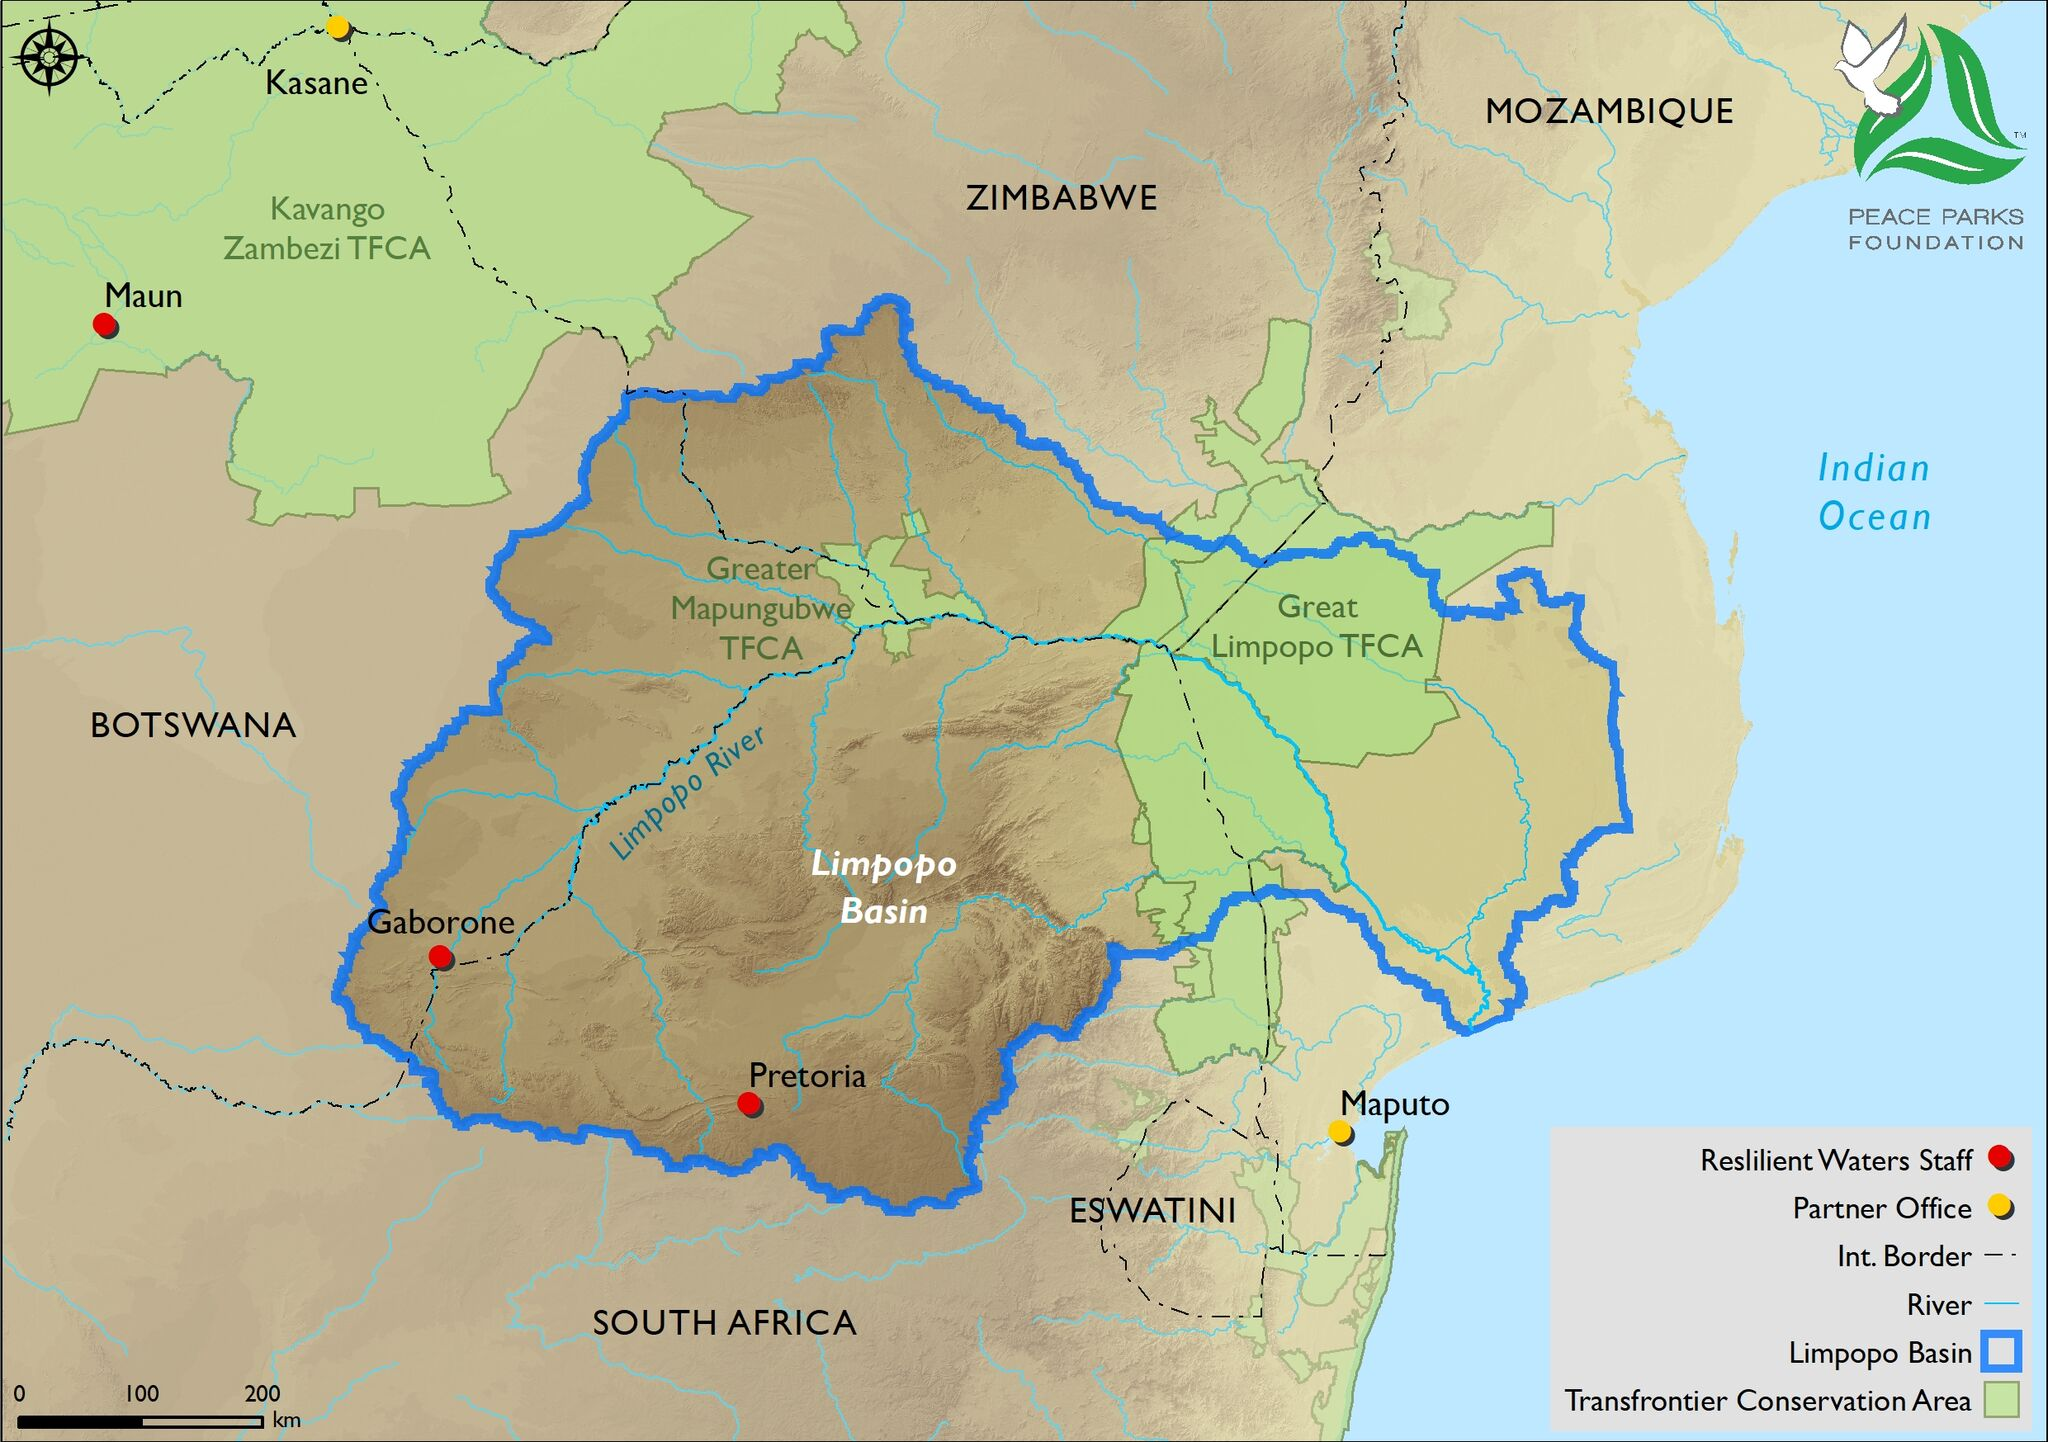 Kasane
MOZAMBIQUE
TM
ZIMBABWE
Kavango
Zambezi TFCA
PEACE PARKS
FOUNDATION
Maun
Indian
Ocean
Greater
Mapungubwe
TFCA
Great
Limpopo TFCA
BOTSWANA
Limpopo River
Limpopo
Basin
Gaborone
Pretoria
Maputo
ESWATINI
SOUTH AFRICA
Reslilient Waters Staff
Partner Office
Int. Border
River
Limpopo Basin
Transfrontier Conservation Area
0 100 200
km